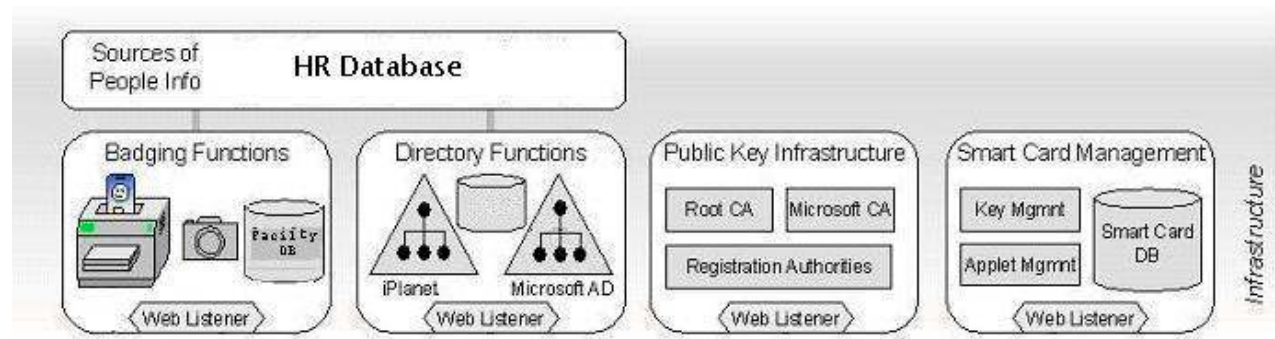 Sources of
People Info
HR Database
Badging Functions
Facility
DB
Web Listener
Directory Functions
iPlanet
Microsoft AD
Web Listener
Public Key Infrastructure
Root CA
Microsoft CA
Registration Authorities
Web Listener
Smart Card Management
Key Mgmnt
Applet Mgmnt
Smart Card
DB
Web Listener
Infrastructure